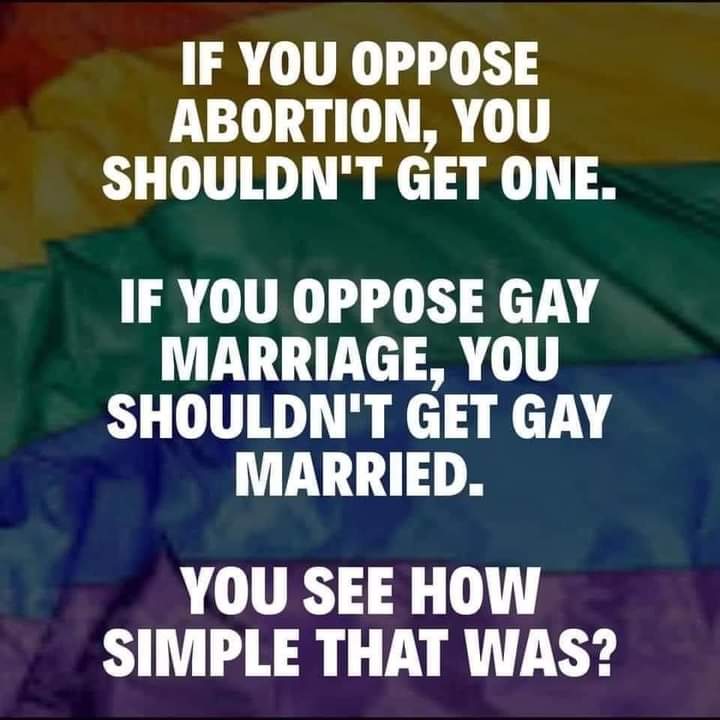 IF YOU OPPOSE
ABORTION, YOU
SHOULDN'T GET ONE.
IF YOU OPPOSE GAY
MARRIAGE, YOU
SHOULDN'T GET GAY
MARRIED.
YOU SEE HOW
SIMPLE THAT WAS?